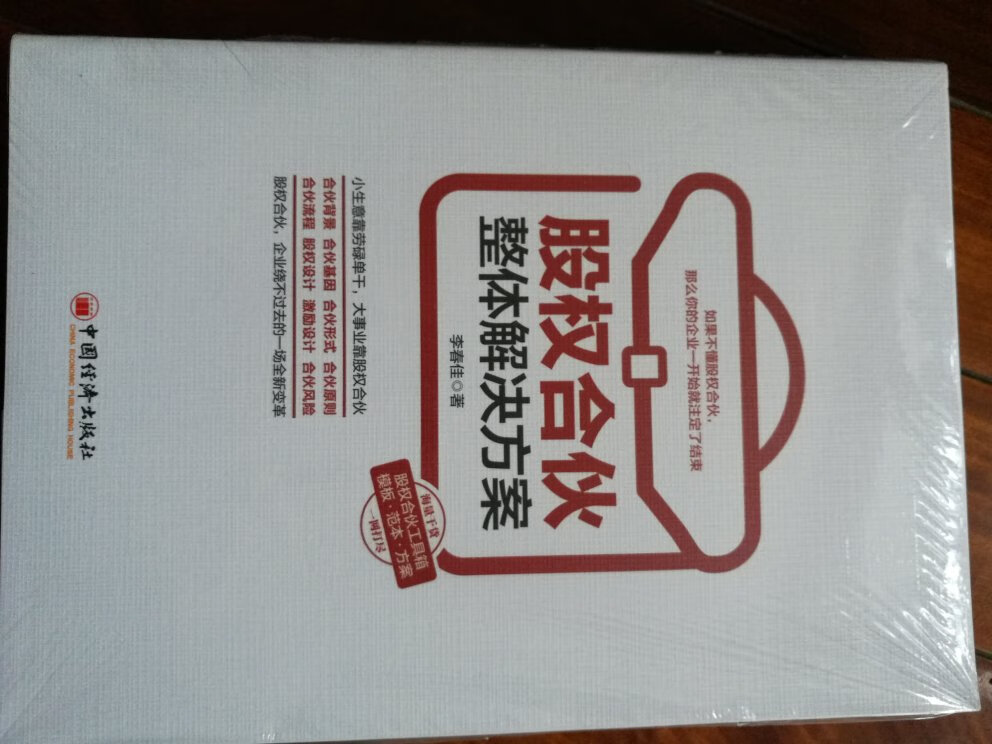 如果不懂股权合伙，
那么你的企业一开始就注定了结束
股权合伙
整体解决方案
李春佳◎著
海量干货
股权合伙工具箱
模板·范本·方案
一网打尽
小生意靠劳碌单干，大事业靠股权合伙
合伙背景 合伙基因 合伙形式 合伙原则
合伙流程 股权设计 激励设计 合伙风险
股权合伙，企业绕不过去的一场全新变革
中国经济出版社
CHINA ECONOMIC PUBLISHING HOUSE